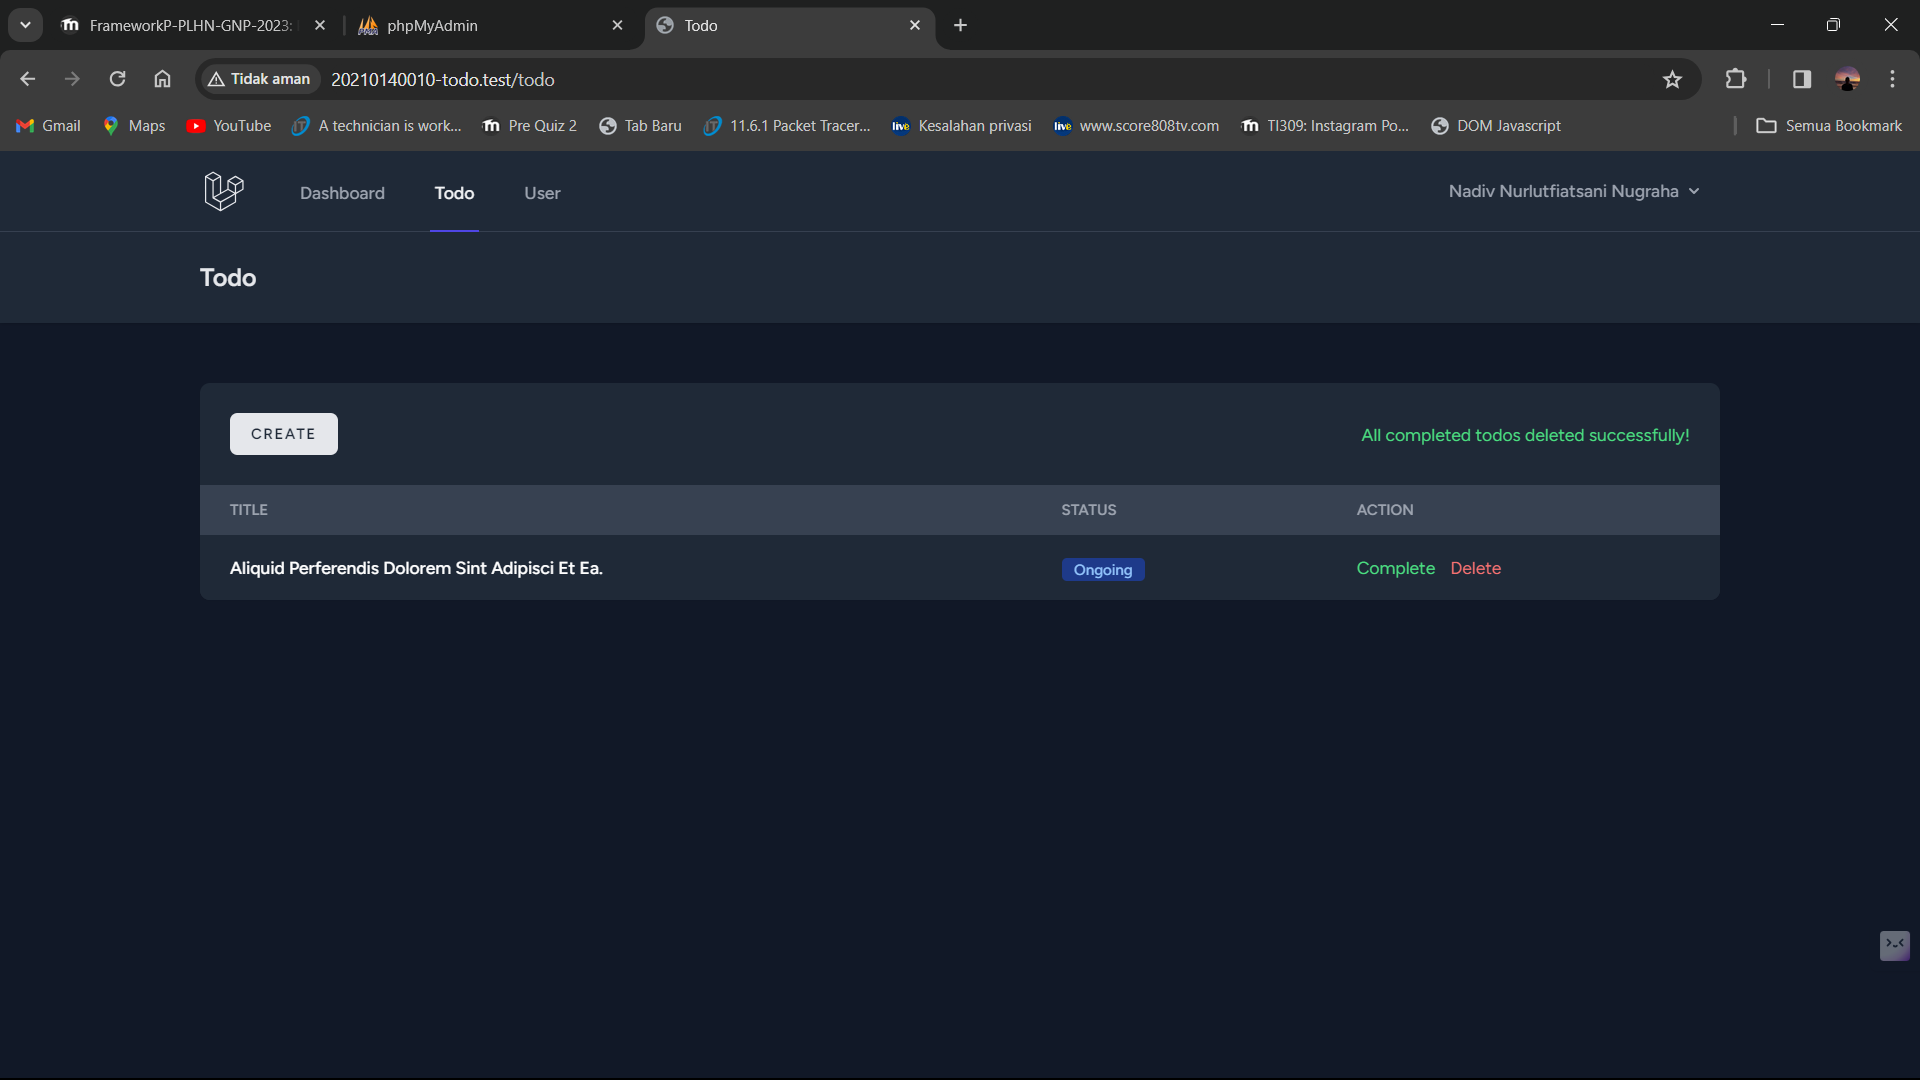 FrameworkP-PLHN-GNP-2023:
phpMyAdmin
Todo
Tidak aman
20210140010-todo.test/todo
Gmail
Maps
YouTube
A technician is work...
Pre Quiz 2
Tab Baru
11.6.1 Packet Tracer...
Kesalahan privasi
www.score808tv.com
TI309: Instagram Po...
DOM Javascript
Semua Bookmark
Dashboard
Todo
User
Nadiv Nurlutfiatsani Nugraha
Todo
CREATE
All completed todos deleted successfully!
TITLE
STATUS
ACTION
Aliquid Perferendis Dolorem Sint Adipisci Et Ea.
Ongoing
Complete
Delete